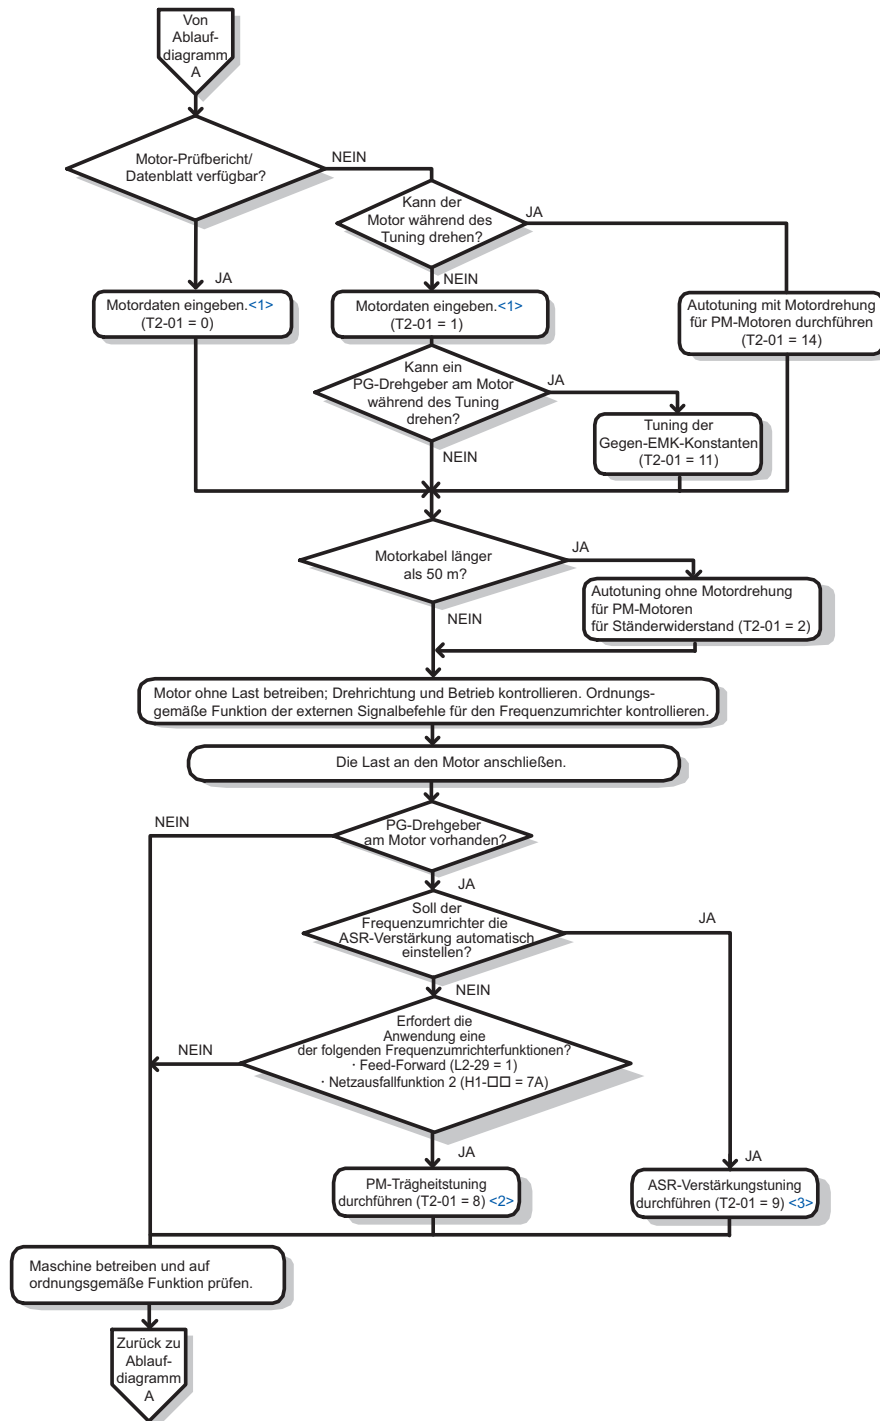 Von
Ablauf-
diagramm
A
Motor-Prüfbericht/
Datenblatt verfügbar?
NEIN
Kann der
Motor während des
Tuning drehen?
JA
JA
NEIN
Motordaten eingeben.<1>
(T2-01 = 0)
Motordaten eingeben.<1>
(T2-01 = 1)
Autotuning mit Motordrehung
für PM-Motoren durchführen
(T2-01 = 14)
Kann ein
PG-Drehgeber am Motor
während des Tuning
drehen?
JA
NEIN
Tuning der
Gegen-EMK-Konstanten
(T2-01 = 11)
Motorkabel länger
als 50 m?
JA
NEIN
Autotuning ohne Motordrehung
für PM-Motoren
für Ständerwiderstand (T2-01 = 2)
Motor ohne Last betreiben; Drehrichtung und Betrieb kontrollieren. Ordnungs-
gemäße Funktion der externen Signalbefehle für den Frequenzumrichter kontrollieren.
Die Last an den Motor anschließen.
NEIN
PG-Drehgeber
am Motor vorhanden?
JA
Soll der
Frequenzumrichter die
ASR-Verstärkung automatisch
einstellen?
JA
NEIN
Erfordert die
Anwendung eine
der folgenden Frequenzumrichterfunktionen?
· Feed-Forward (L2-29 = 1)
· Netzausfallfunktion 2 (H1-□□ = 7A)
NEIN
JA
JA
PM-Trägheitstuning
durchführen (T2-01 = 8) <2>
ASR-Verstärkungstuning
durchführen (T2-01 = 9) <3>
Maschine betreiben und auf
ordnungsgemäße Funktion prüfen.
Zurück zu
Ablauf-
diagramm
A